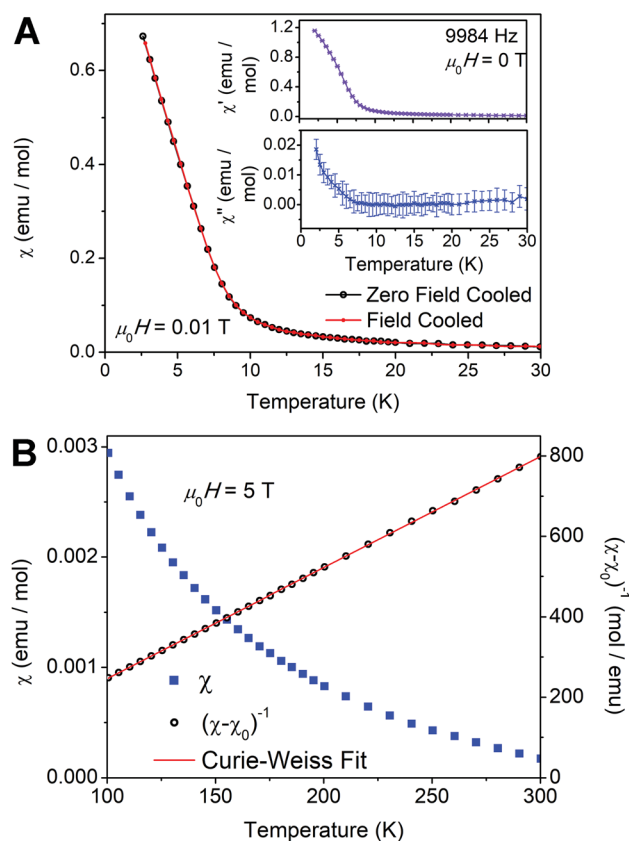 A
0.6
0.4
0.2
0.0
χ (emu / mol)
0
5
10
15
20
25
30
Temperature (K)
μ0H = 0.01 T
Zero Field Cooled
Field Cooled
1.2
0.8
0.4
0.0
χ' (emu /
mol)
9984 Hz
μ0H = 0 T
0.02
0.01
0.00
χ'' (emu /
mol)
0
5
10
15
20
25
30
Temperature (K)
B
0.003
0.002
0.001
0.000
χ (emu / mol)
μ0H = 5 T
χ
(χ-χ0)-1
Curie-Weiss Fit
800
600
400
200
0
(χ-χ0)-1 (mol / emu)
100
150
200
250
300
Temperature (K)